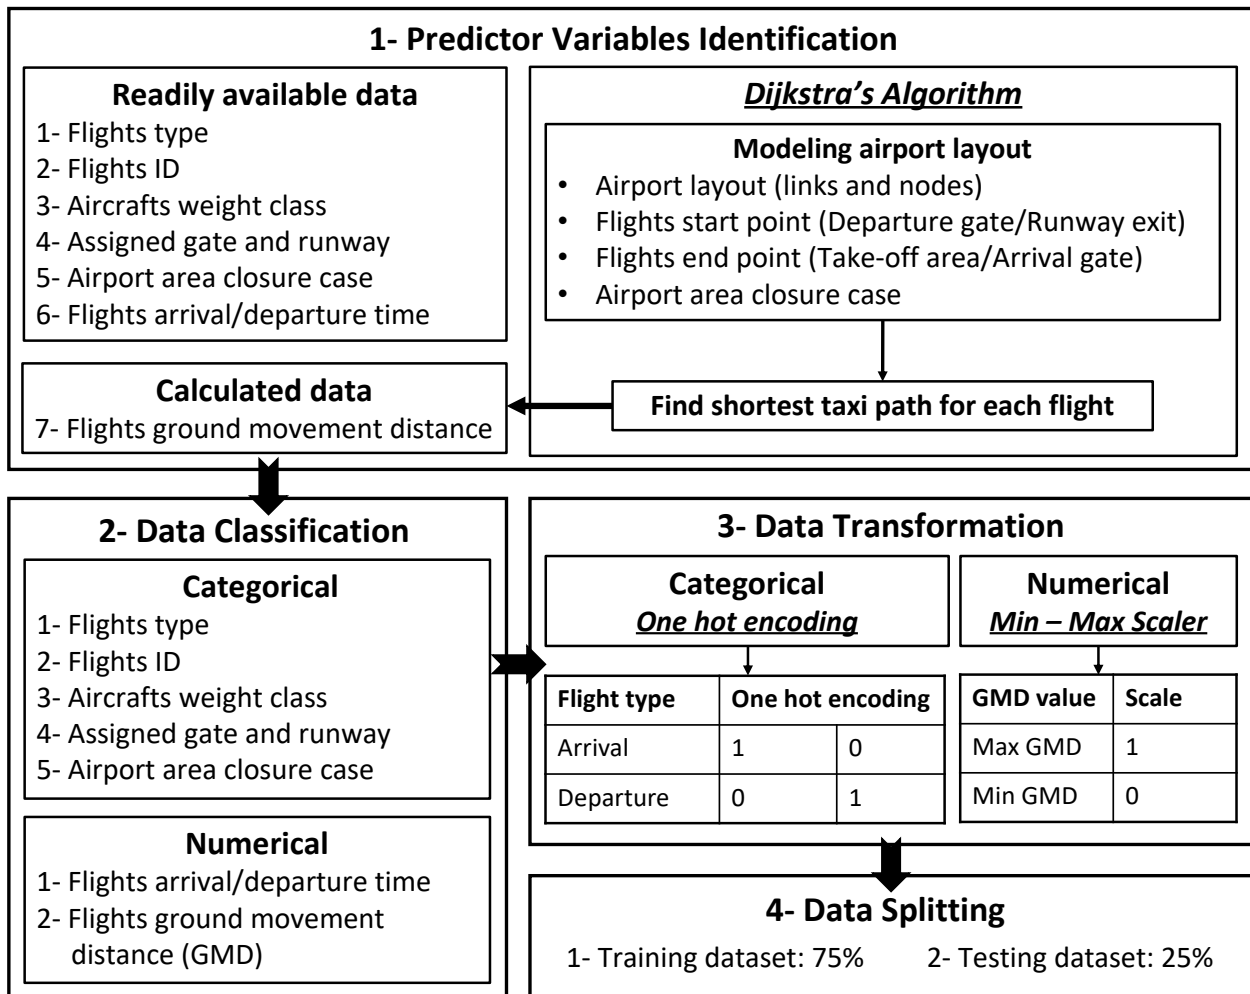 1- Predictor Variables Identification
Readily available data
1- Flights type
2- Flights ID
3- Aircrafts weight class
4- Assigned gate and runway
5- Airport area closure case
6- Flights arrival/departure time
Calculated data
7- Flights ground movement distance
Dijkstra's Algorithm
Modeling airport layout
• Airport layout (links and nodes)
• Flights start point (Departure gate/Runway exit)
• Flights end point (Take-off area/Arrival gate)
• Airport area closure case
Find shortest taxi path for each flight
2- Data Classification
Categorical
1- Flights type
2- Flights ID
3- Aircrafts weight class
4- Assigned gate and runway
5- Airport area closure case
Numerical
1- Flights arrival/departure time
2- Flights ground movement
distance (GMD)
3- Data Transformation
Categorical
One hot encoding
Flight type One hot encoding
Arrival 1 0
Departure 0 1
Numerical
Min – Max Scaler
GMD value Scale
Max GMD 1
Min GMD 0
4- Data Splitting
1- Training dataset: 75% 2- Testing dataset: 25%